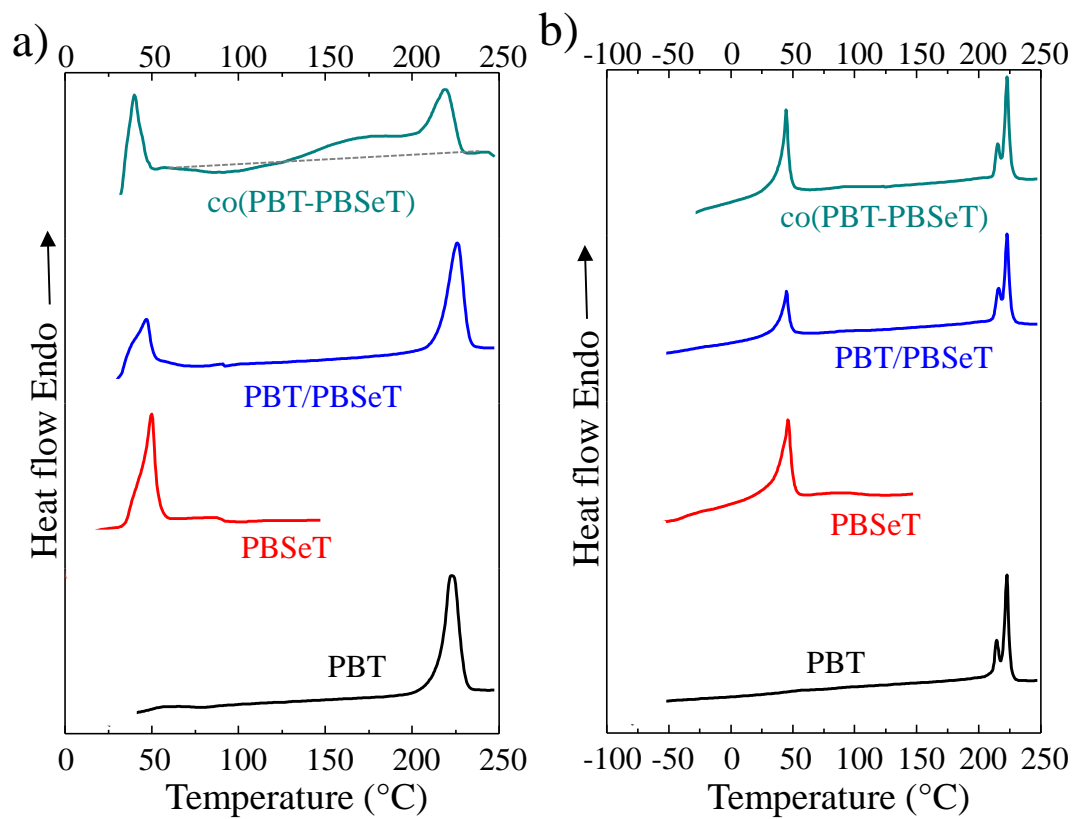 a)
0 50 100 150 200 250
co(PBT-PBSeT)
PBT/PBSeT
PBSeT
PBT
Heat flow Endo
0 50 100 150 200 250
Temperature (°C)
b)
-100 -50 0 50 100 150 200 250
co(PBT-PBSeT)
PBT/PBSeT
PBSeT
PBT
Heat flow Endo
-100 -50 0 50 100 150 200 250
Temperature (°C)